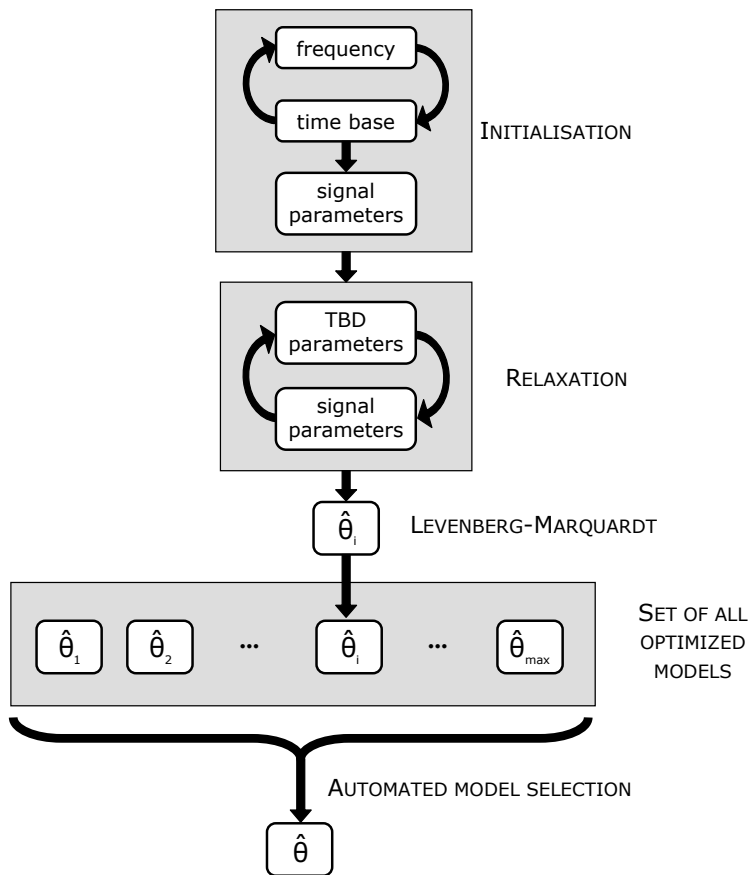 frequency
time base
INITIALISATION
signal
parameters
TBD
parameters
RELAXATION
signal
parameters
θ̂ᵢ
LEVENBERG-MARQUARDT
θ̂₁ θ̂₂ ... θ̂ᵢ ... θ̂max
SET OF ALL
OPTIMIZED
MODELS
AUTOMATED MODEL SELECTION
θ̂